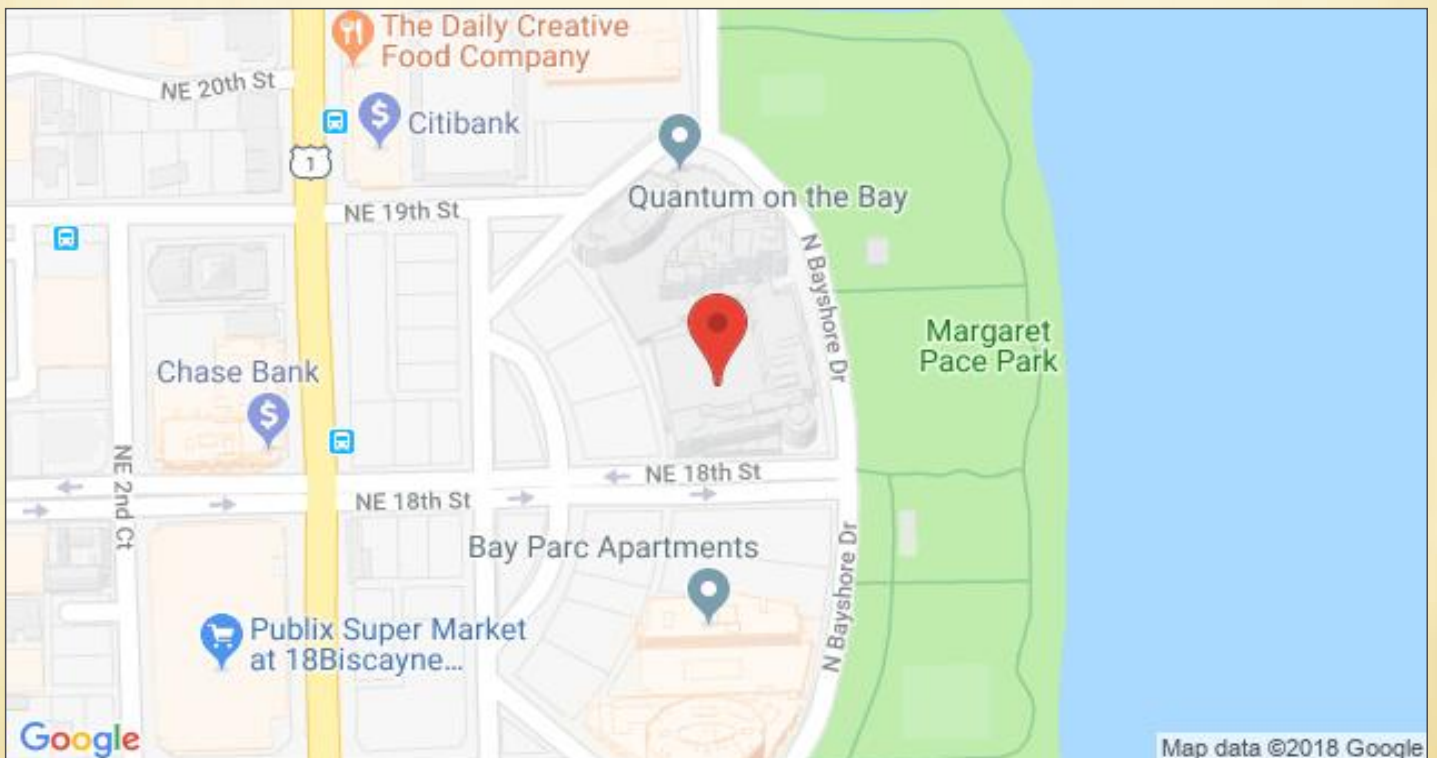 The Daily Creative
Food Company
NE 20th St
Citibank
1
Quantum on the Bay
NE 19th St
N Bayshore Dr
Margaret
Pace Park
Chase Bank
NE 2nd Ct
NE 18th St
NE 18th St
Bay Parc Apartments
N Bayshore Dr
Publix Super Market
at 18Biscayne...
Google
Map data ©2018 Google